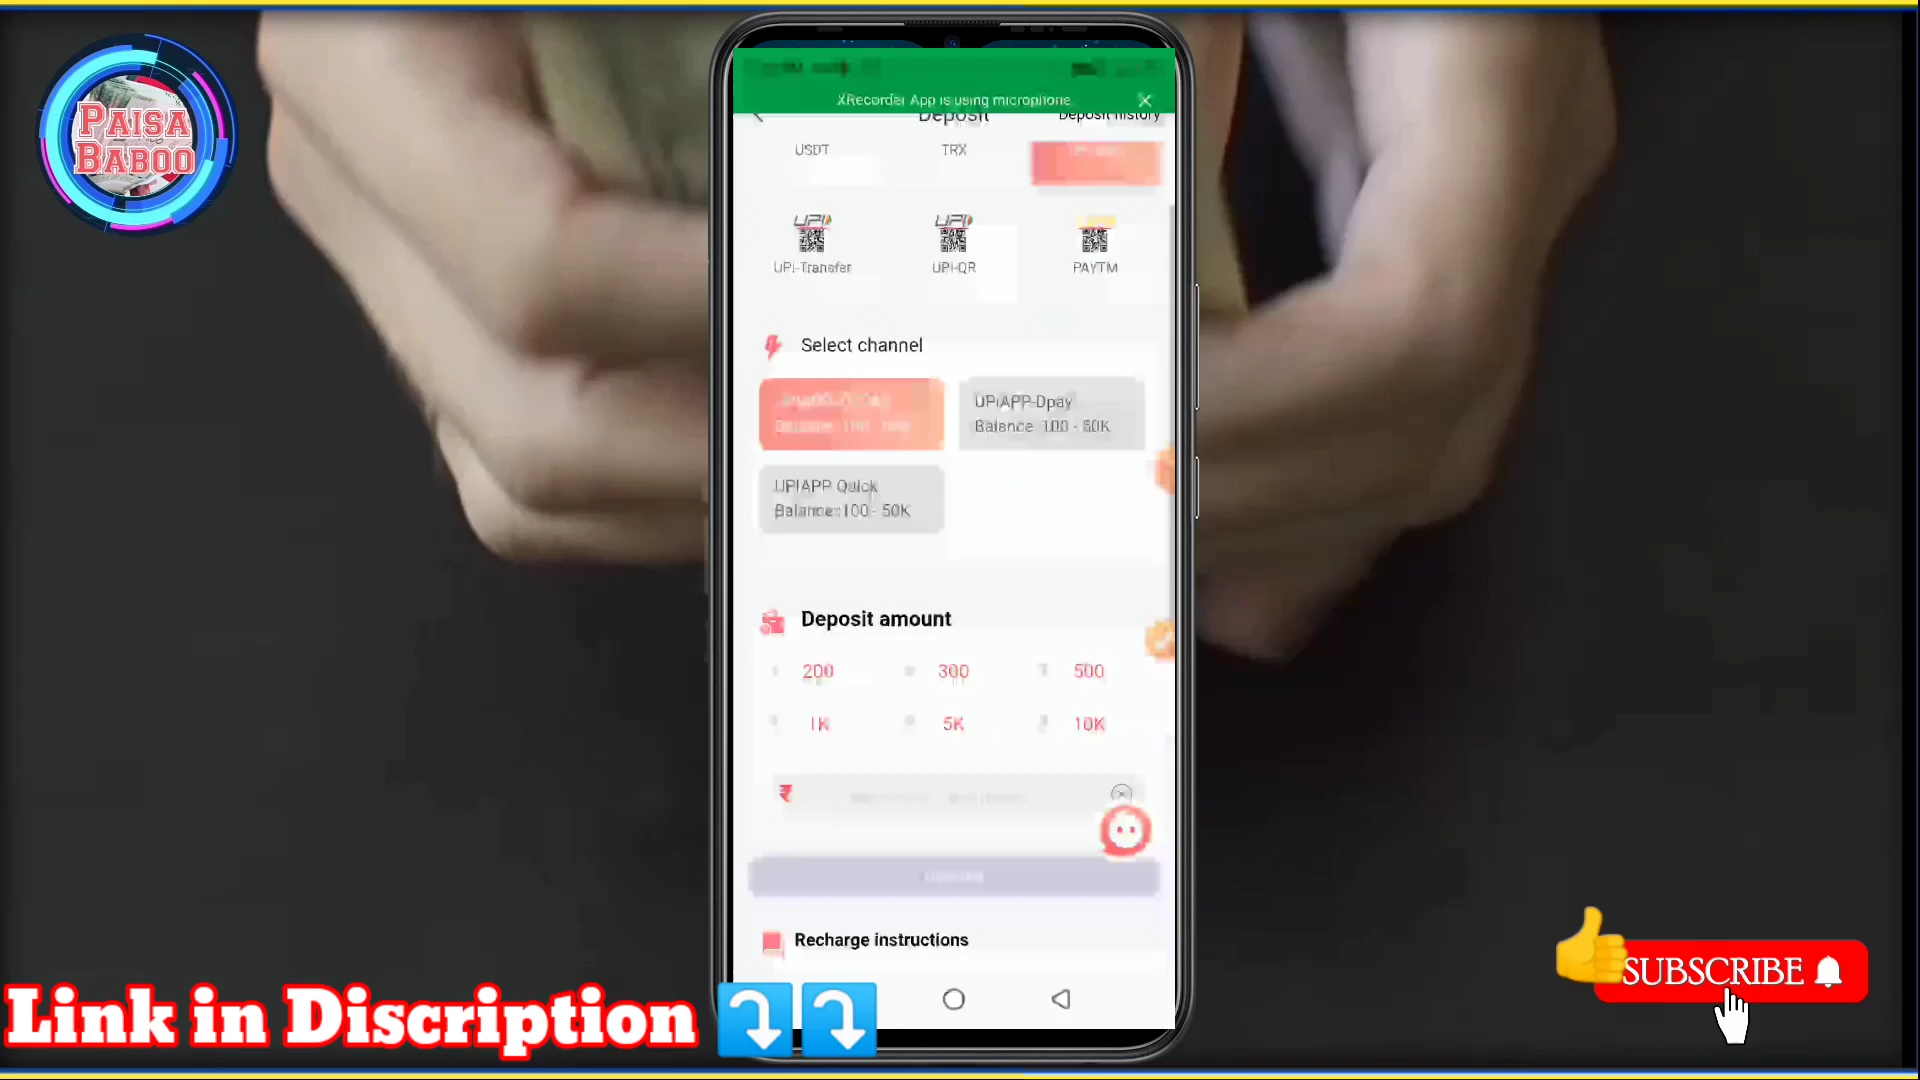 PAISA
BABOO
XRecorder App is using microphone
Deposit
Deposit history
USDT
TRX
UPI
UPI
UPI-Transfer
UPI-QR
PAYTM
Select channel
UPIAPP-Dpay
Balance 100 - 50K
UPIAPP Quick
Balance:100 - 50K
Deposit amount
200
300
500
1K
5K
10K
₹
Recharge instructions
Link in Discription
SUBSCRIBE